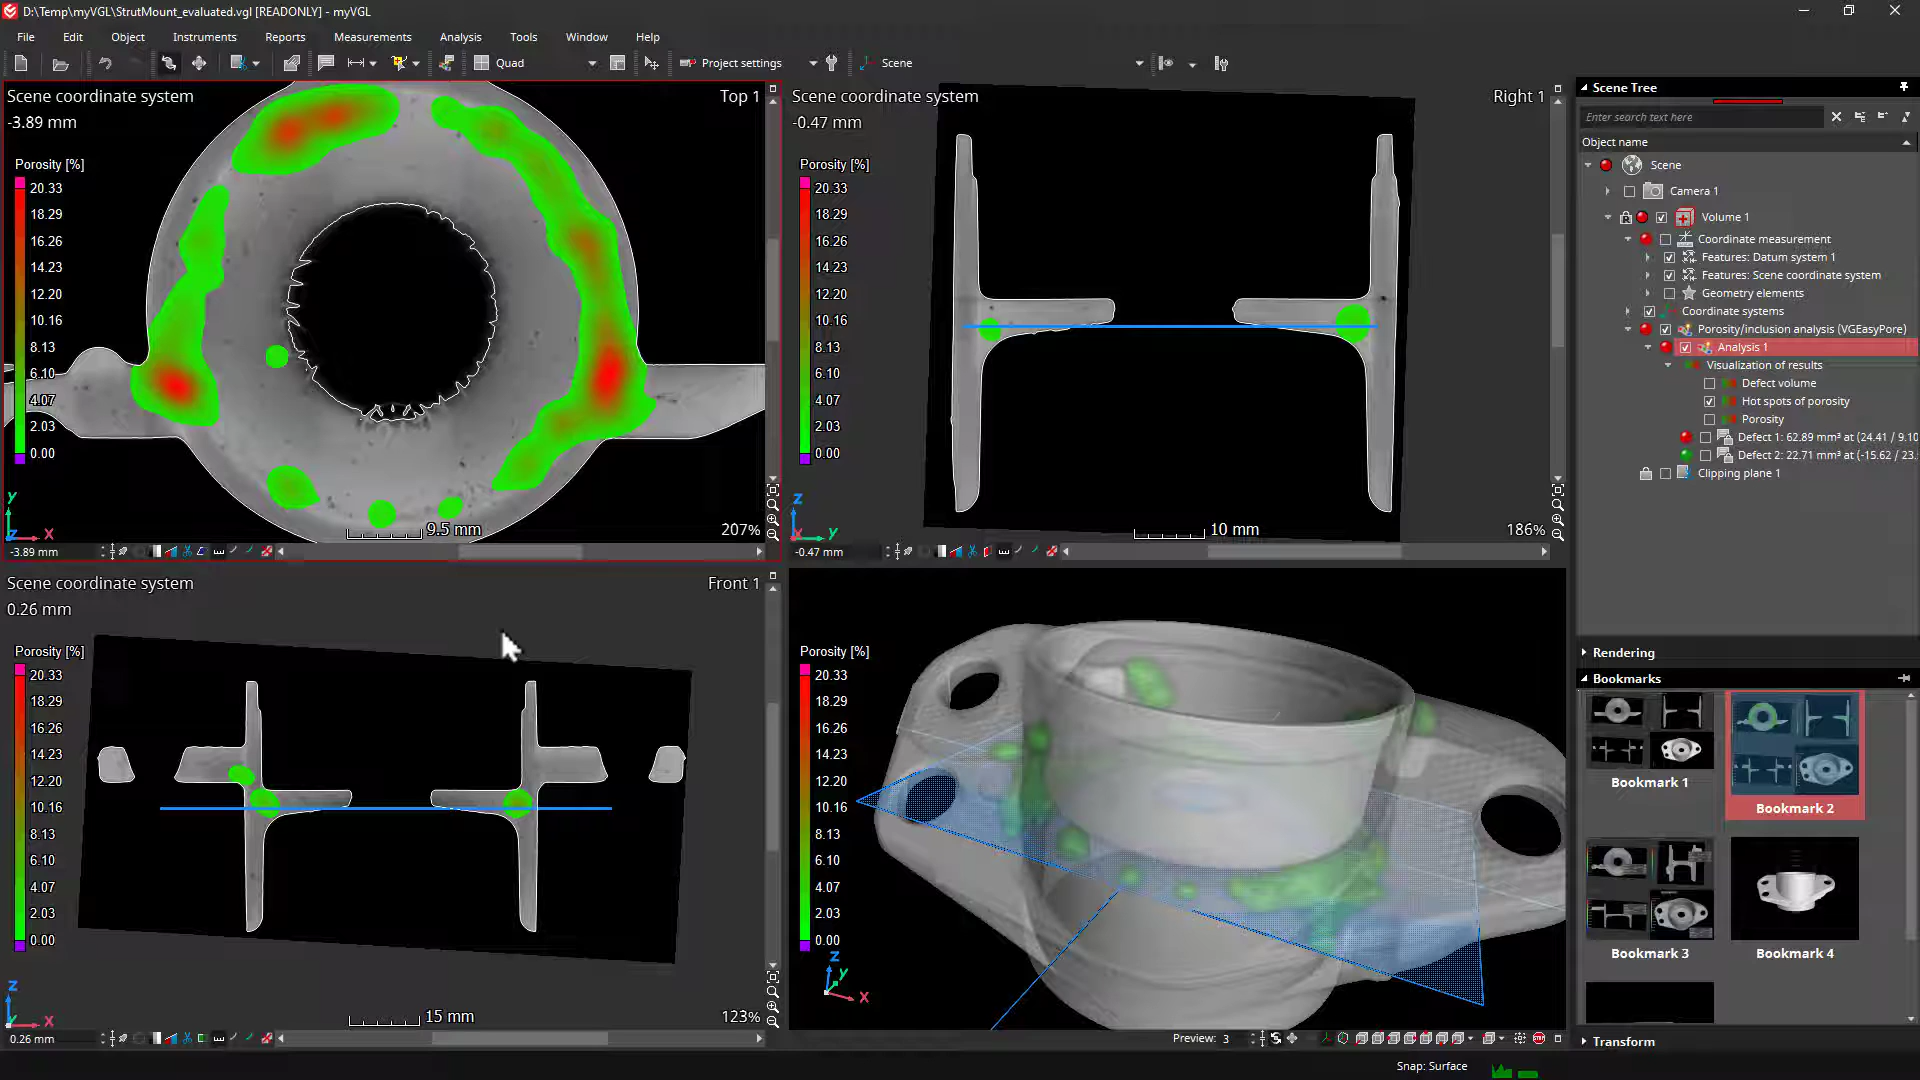 D:\Temp\myVGL\StrutMount_evaluated.vgl [READONLY] - myVGL
File Edit Object Instruments Reports Measurements Analysis Tools Window Help
Quad Project settings Scene
Scene coordinate system Top 1
-3.89 mm
Porosity [%]
20.33
18.29
16.26
14.23
12.20
10.16
8.13
6.10
4.07
2.03
0.00
y
x
9.5 mm 207%
-3.89 mm
Scene coordinate system Right 1
-0.47 mm
Porosity [%]
20.33
18.29
16.26
14.23
12.20
10.16
8.13
6.10
4.07
2.03
0.00
z
y
10 mm 186%
-0.47 mm
Scene coordinate system Front 1
0.26 mm
Porosity [%]
20.33
18.29
16.26
14.23
12.20
10.16
8.13
6.10
4.07
2.03
0.00
z
x
15 mm 123%
0.26 mm
Porosity [%]
20.33
18.29
16.26
14.23
12.20
10.16
8.13
6.10
4.07
2.03
0.00
z
y
x
Preview: 3
Scene Tree
Enter search text here
Object name
Scene
Camera 1
Volume 1
Coordinate measurement
Features: Datum system 1
Features: Scene coordinate system
Geometry elements
Coordinate systems
Porosity/inclusion analysis (VGEasyPore)
Analysis 1
Visualization of results
Defect volume
Hot spots of porosity
Porosity
Defect 1: 62.89 mm³ at (24.41 / 9.10
Defect 2: 22.71 mm³ at (-15.62 / 23.
Clipping plane 1
Rendering
Bookmarks
Bookmark 1 Bookmark 2
Bookmark 3 Bookmark 4
Transform
Snap: Surface